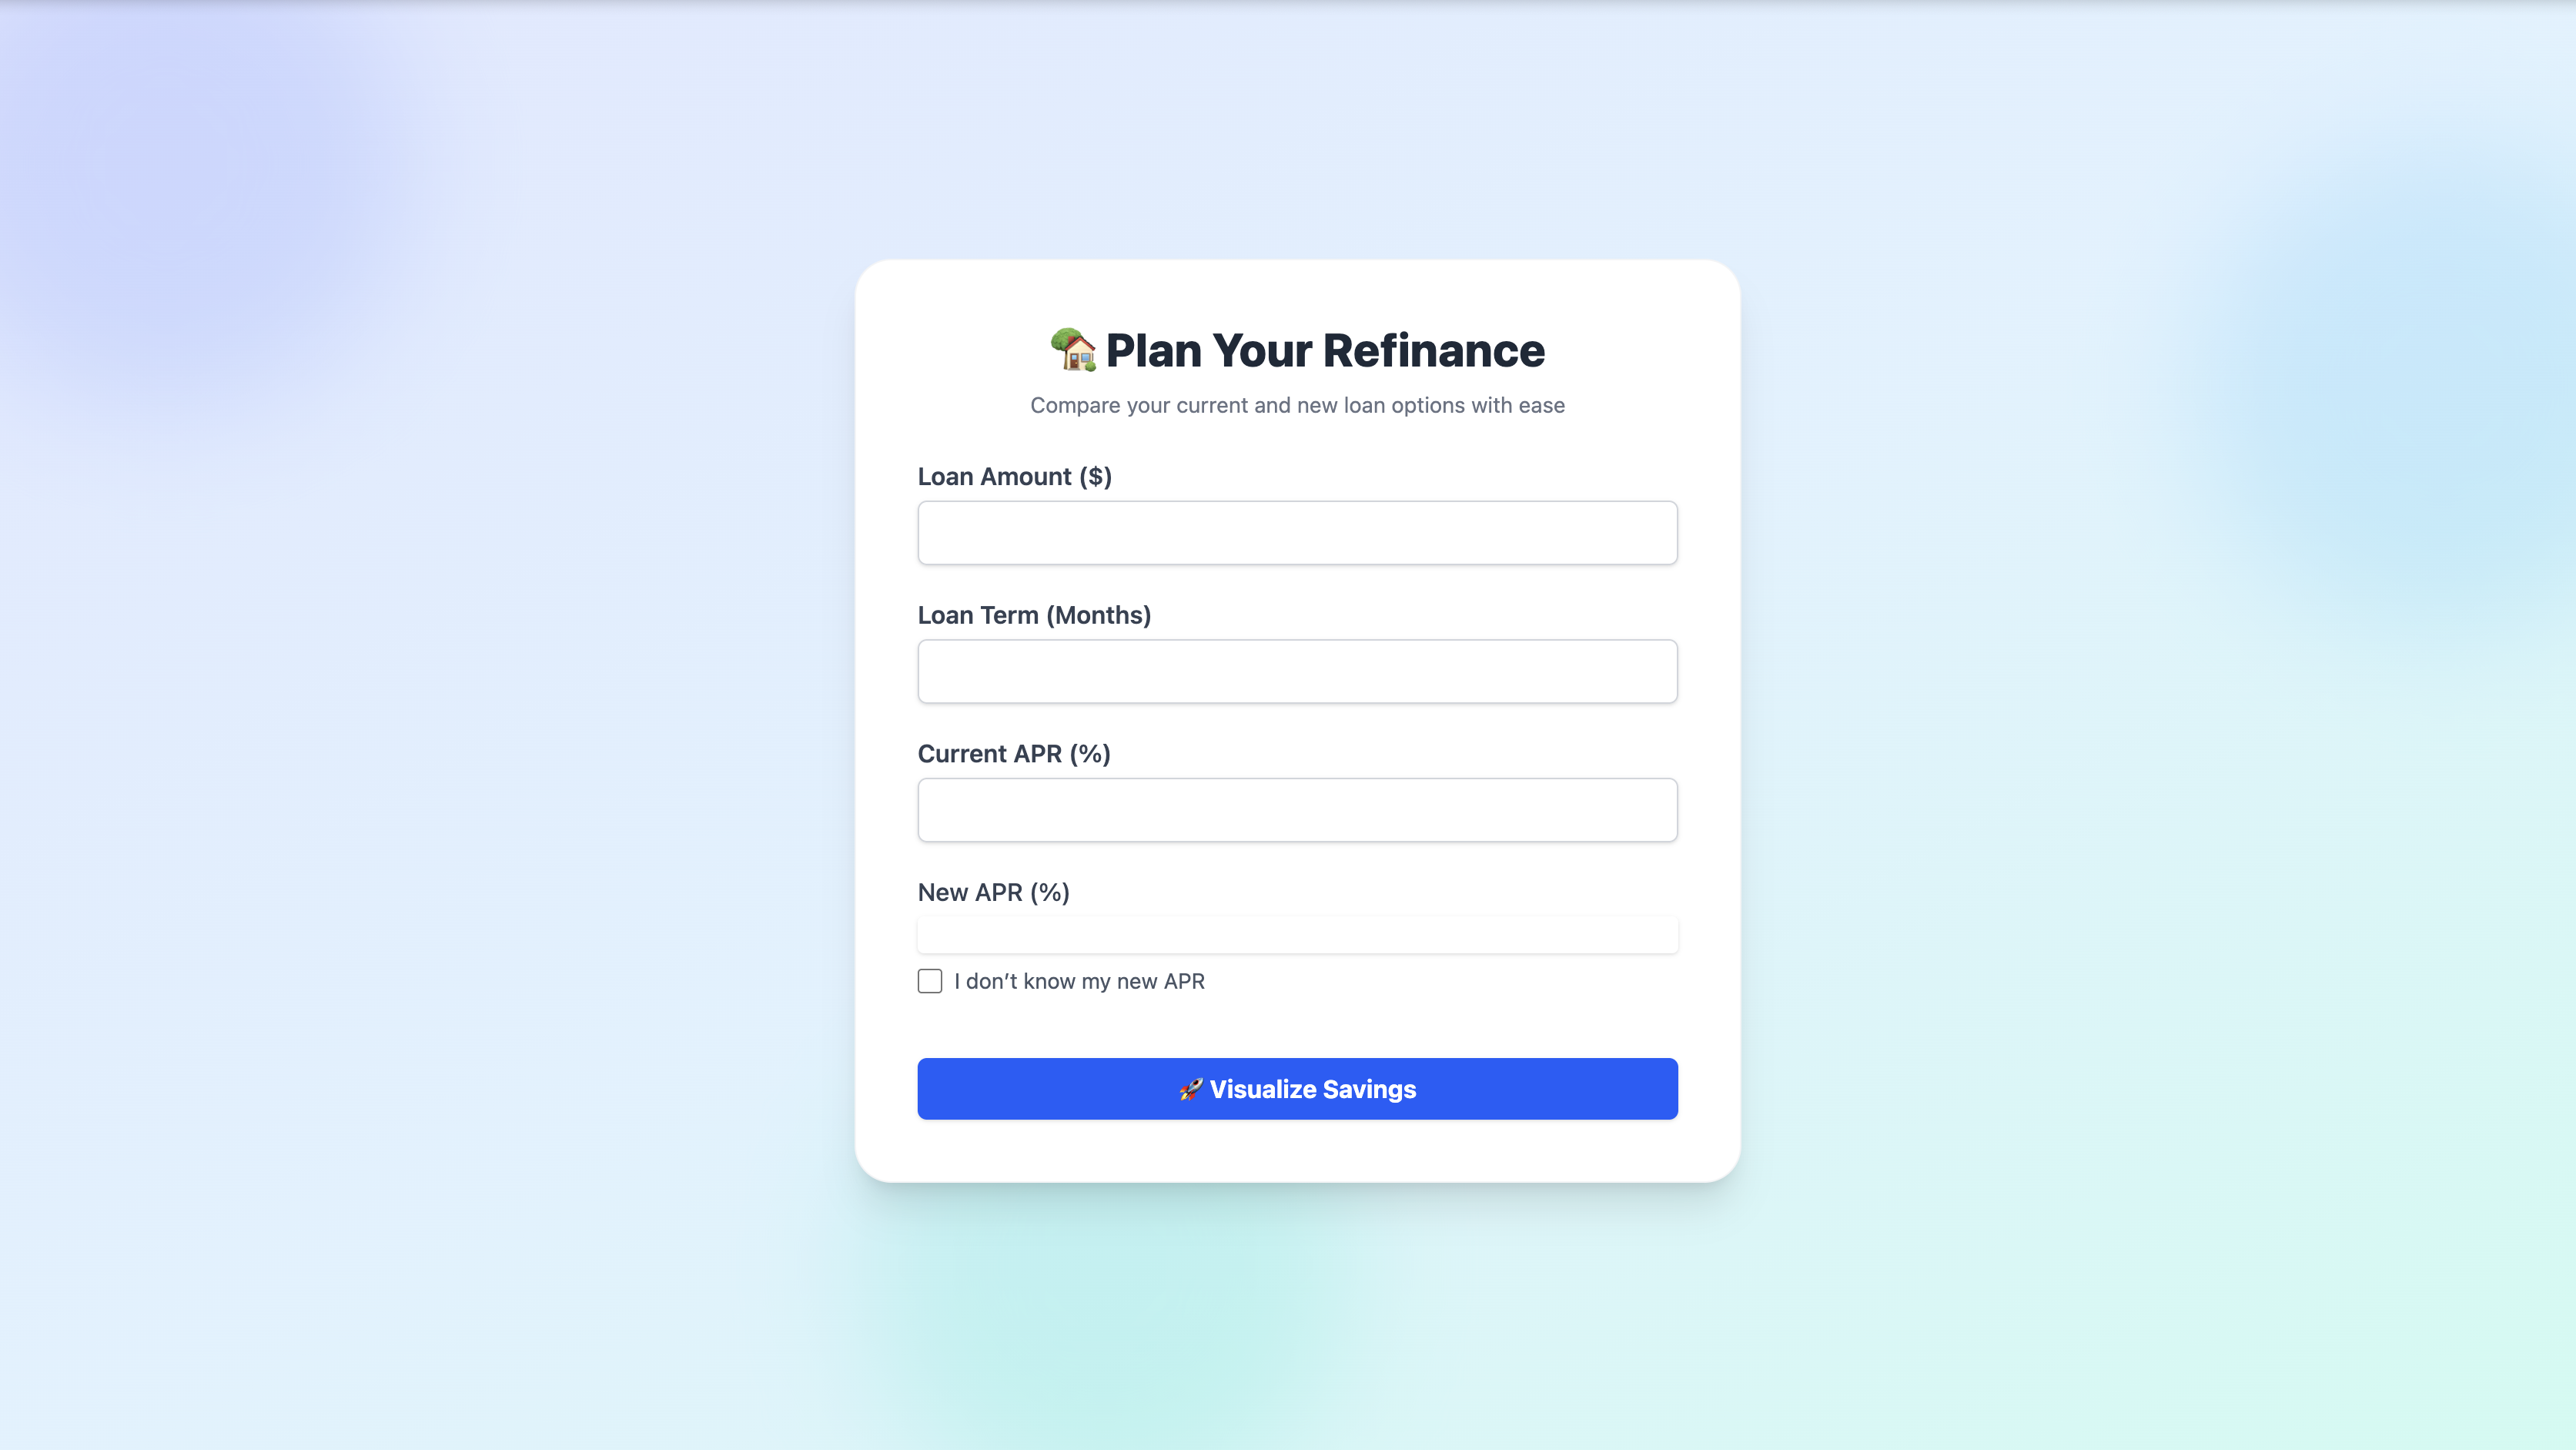 🏡 Plan Your Refinance
Compare your current and new loan options with ease
Loan Amount ($)
Loan Term (Months)
Current APR (%)
New APR (%)
I don’t know my new APR
🚀 Visualize Savings